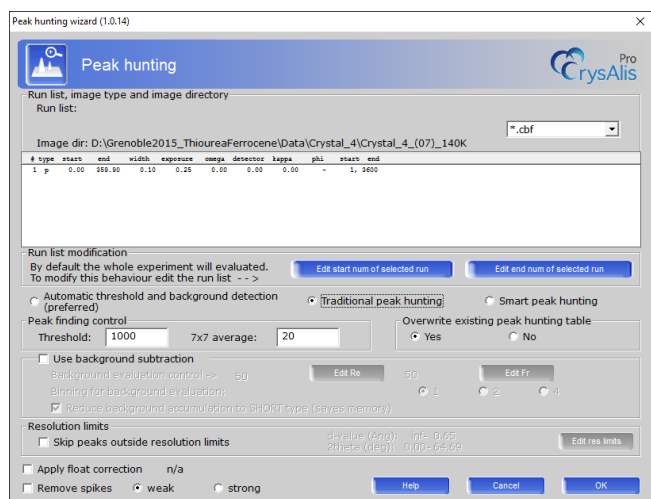 Peak hunting wizard (1.0.14)
Peak hunting
CrysAlis Pro
Run list, image type and image directory
Run list:
*.cbf
Image dir: D:\Grenoble2015_ThioureaFerrocene\Data\Crystal_4\Crystal_4_(07)_140K
# type start end width exposure omega detector kappa phi start end
1 p 0.00 359.90 0.10 0.25 0.00 0.00 0.00 - 1, 3600
Run list modification
By default the whole experiment will evaluated.
To modify this behaviour edit the run list - - >
Edit start num of selected run
Edit end num of selected run
Automatic threshold and background detection
(preferred)
Traditional peak hunting
Smart peak hunting
Peak finding control
Threshold: 1000 7x7 average: 20
Overwrite existing peak hunting table
Yes No
Use background subtraction
Background evaluation control -> 50 Edit Re 50 Edit Fr
Binning for background evaluation: 1 2 4
Reduce background accumulation to SHORT type (saves memory)
Resolution limits
Skip peaks outside resolution limits
d-value (Ang): inf- 0.65
2theta (deg): 0.00- 64.69
Edit res limits
Apply float correction n/a
Remove spikes weak strong
Help Cancel OK